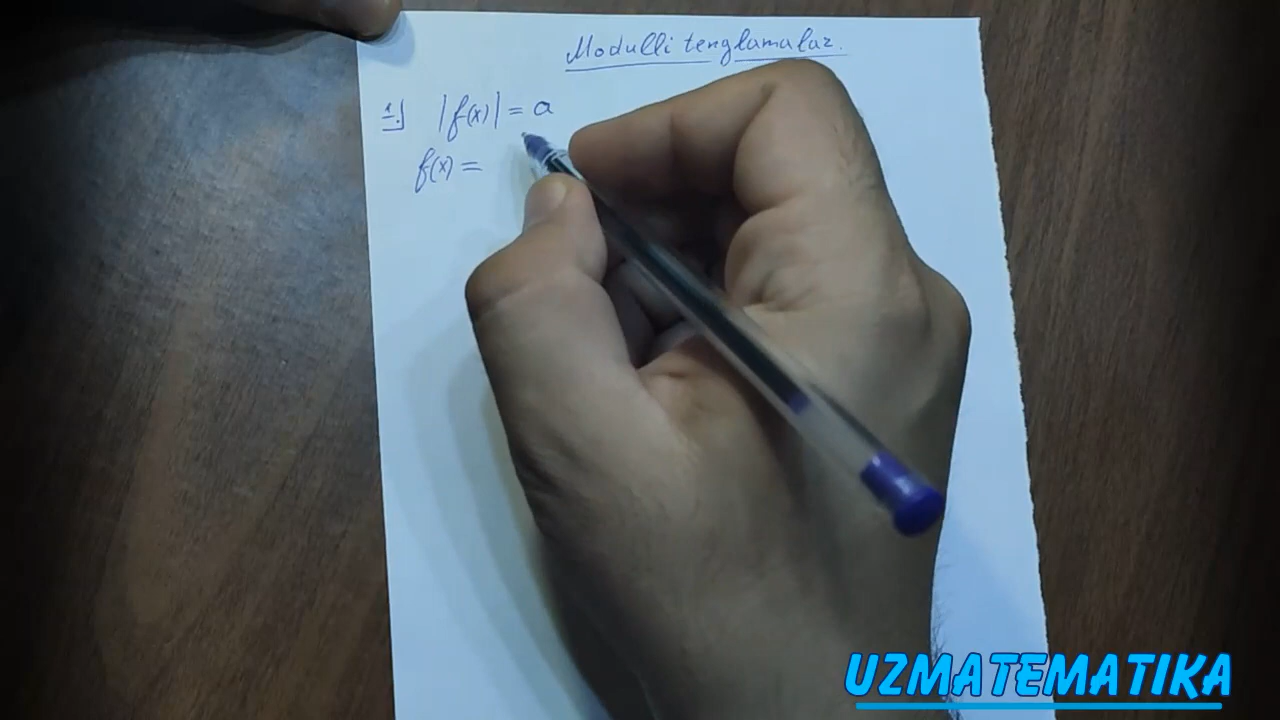 Modulli tenglamalar.
1. |f(x)| = a
f(x) =
UZMATEMATIKA